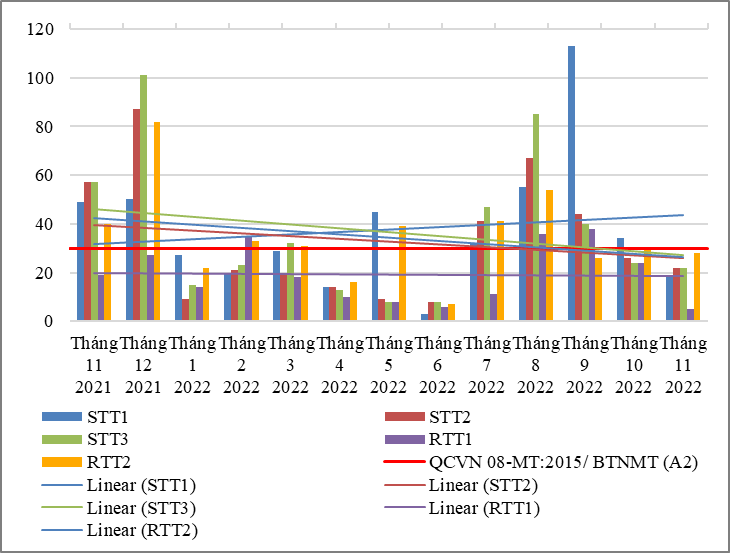 120
100
80
60
40
20
0
Tháng Tháng Tháng Tháng Tháng Tháng Tháng Tháng Tháng Tháng Tháng Tháng Tháng
11 12 1 2 3 4 5 6 7 8 9 10 11
2021 2021 2022 2022 2022 2022 2022 2022 2022 2022 2022 2022 2022
STT1 STT2
STT3 RTT1
RTT2 QCVN 08-MT:2015/ BTNMT (A2)
Linear (STT1) Linear (STT2)
Linear (STT3) Linear (RTT1)
Linear (RTT2)